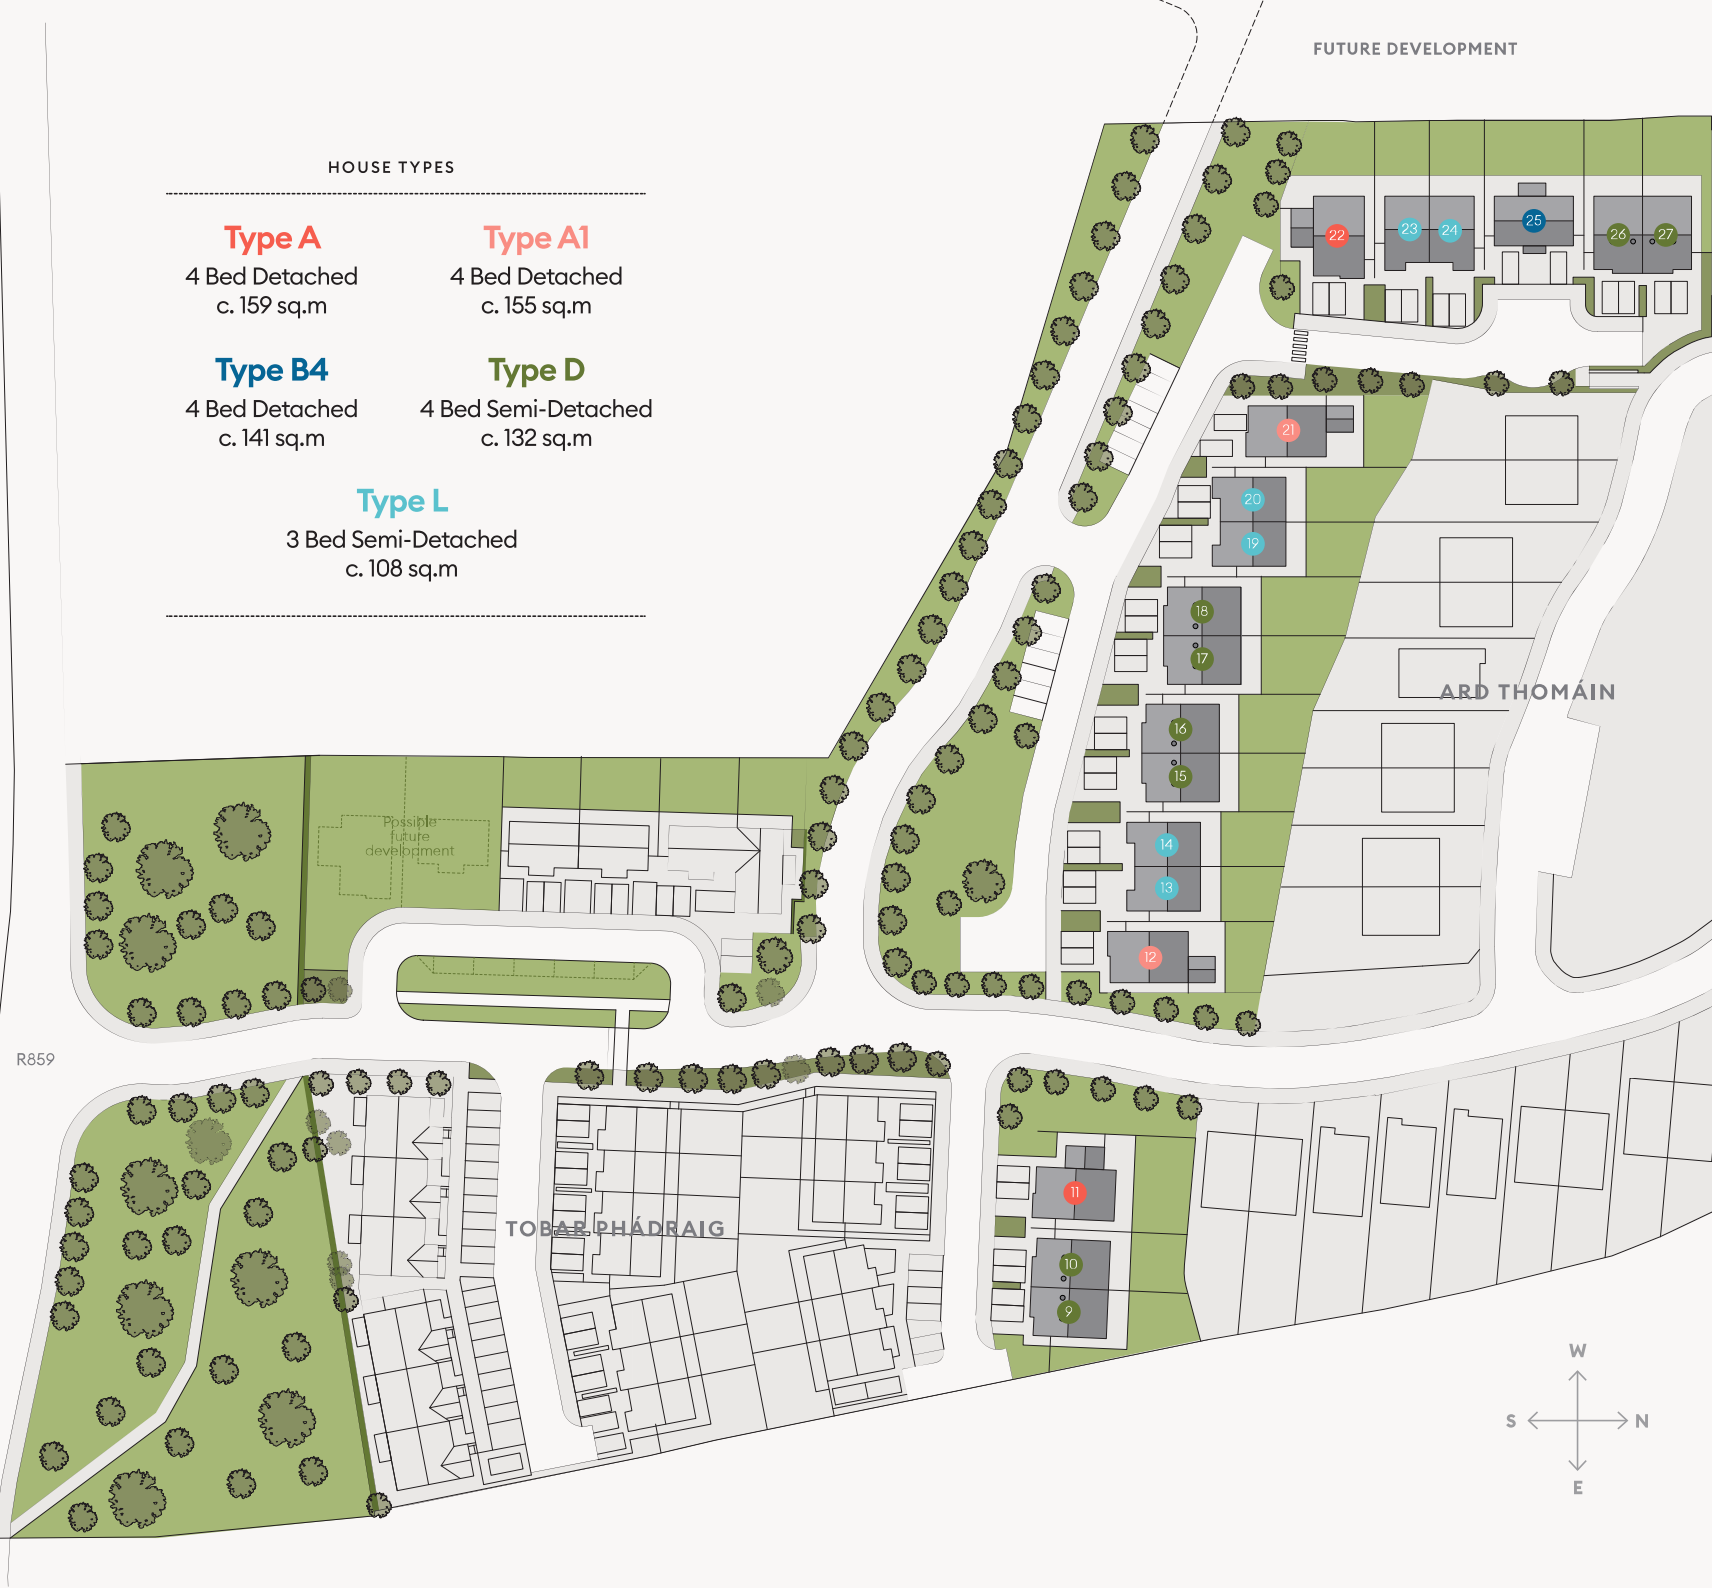 FUTURE DEVELOPMENT
HOUSE TYPES
Type A
4 Bed Detached
c. 159 sq.m
Type A1
4 Bed Detached
c. 155 sq.m
Type B4
4 Bed Detached
c. 141 sq.m
Type D
4 Bed Semi-Detached
c. 132 sq.m
Type L
3 Bed Semi-Detached
c. 108 sq.m
22
23
24
25
26
27
21
20
19
18
17
16
15
14
13
12
ARD THOMÁIN
Possible
future
development
R859
TOBAR PHÁDRAIG
11
10
9
W
S
N
E